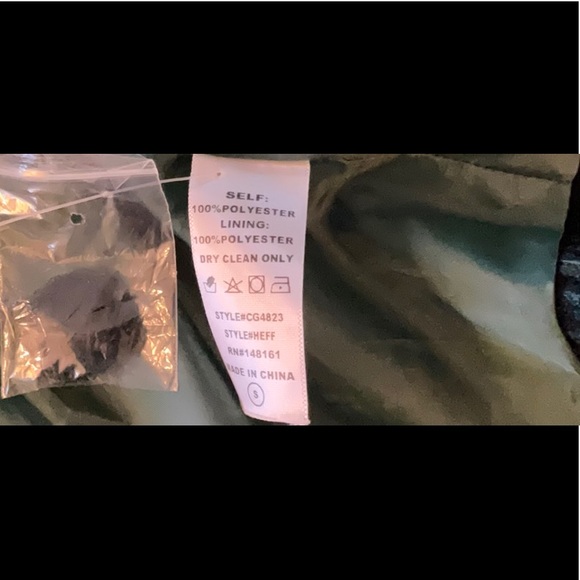 SELF:
100%POLYESTER
LINING:
100%POLYESTER
DRY CLEAN ONLY
STYLE#CG4823
STYLE#HEFF
RN#148161
MADE IN CHINA
S